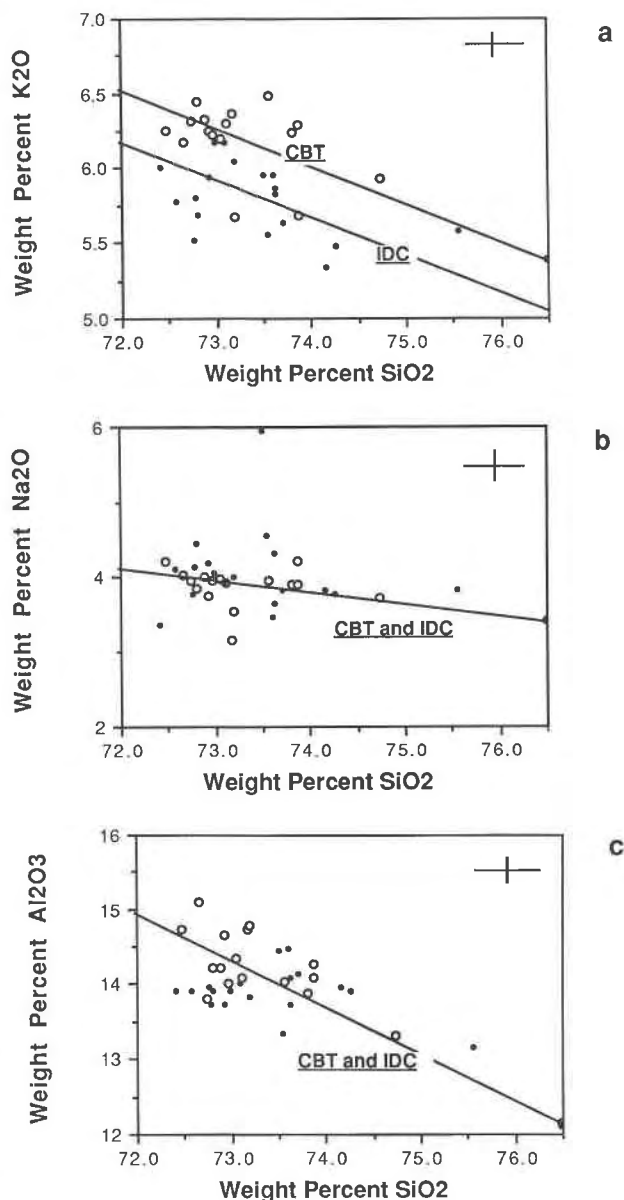 a
7.0
6.5
6.0
5.5
5.0
Weight Percent K2O
CBT
IDC
72.0 73.0 74.0 75.0 76.0
Weight Percent SiO2
b
6
4
2
Weight Percent Na2O
CBT and IDC
72.0 73.0 74.0 75.0 76.0
Weight Percent SiO2
c
16
15
14
13
12
Weight Percent Al2O3
CBT and IDC
72.0 73.0 74.0 75.0 76.0
Weight Percent SiO2